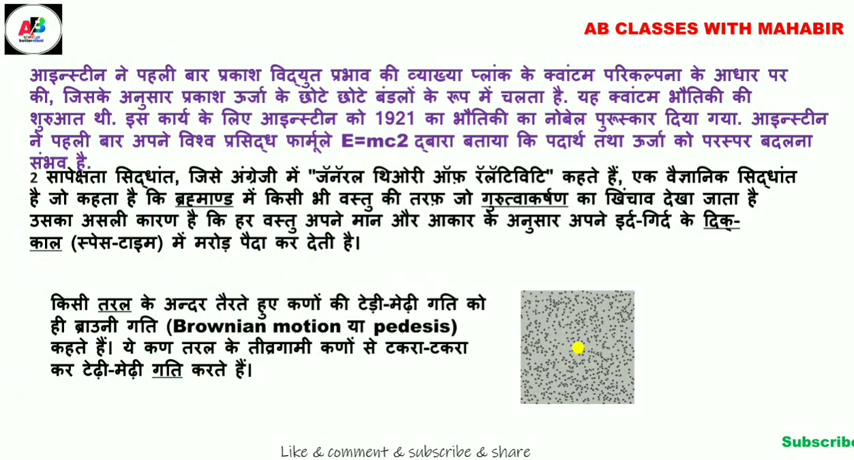 AB CLASSES WITH MAHABIR
आइन्स्टीन ने पहली बार प्रकाश विद्युत प्रभाव की व्याख्या प्लांक के क्वांटम परिकल्पना के आधार पर
की, जिसके अनुसार प्रकाश ऊर्जा के छोटे छोटे बंडलों के रूप में चलता है. यह क्वांटम भौतिकी की
शुरुआत थी. इस कार्य के लिए आइन्स्टीन को 1921 का भौतिकी का नोबेल पुरूस्कार दिया गया. आइन्स्टीन
ने पहली बार अपने विश्व प्रसिद्ध फार्मूले E=mc2 द्बारा बताया कि पदार्थ तथा ऊर्जा को परस्पर बदलना
संभव है.
2 सापेक्षता सिद्धांत, जिसे अंग्रेजी में "जॅनॅरल थिओरी ऑफ़ रॅलॅटिविटि" कहते हैं, एक वैज्ञानिक सिद्धांत
है जो कहता है कि ब्रह्माण्ड में किसी भी वस्तु की तरफ़ जो गुरुत्वाकर्षण का खिंचाव देखा जाता है
उसका असली कारण है कि हर वस्तु अपने मान और आकार के अनुसार अपने इर्द-गिर्द के दिक्-
काल (स्पेस-टाइम) में मरोड़ पैदा कर देती है।
किसी तरल के अन्दर तैरते हुए कणों की टेड़ी-मेढ़ी गति को
ही ब्राउनी गति (Brownian motion या pedesis)
कहते हैं। ये कण तरल के तीव्रगामी कणों से टकरा-टकरा
कर टेढ़ी-मेढ़ी गति करते हैं।
Subscribe
Like & comment & subscribe & share